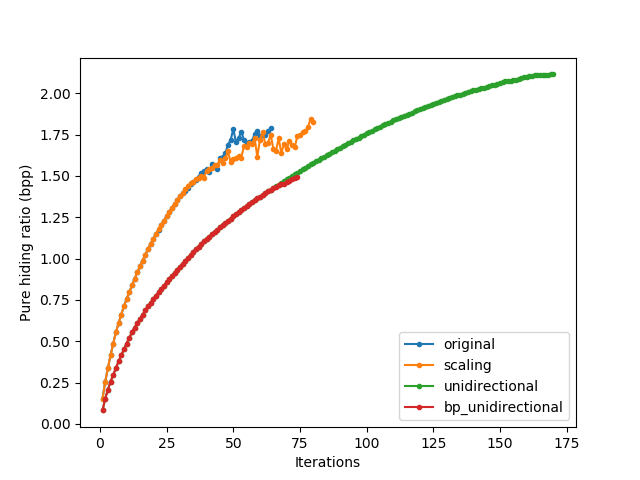 2.00
1.75
1.50
1.25
1.00
0.75
0.50
0.25
0.00
Pure hiding ratio (bpp)
0 25 50 75 100 125 150 175
Iterations
original
scaling
unidirectional
bp_unidirectional